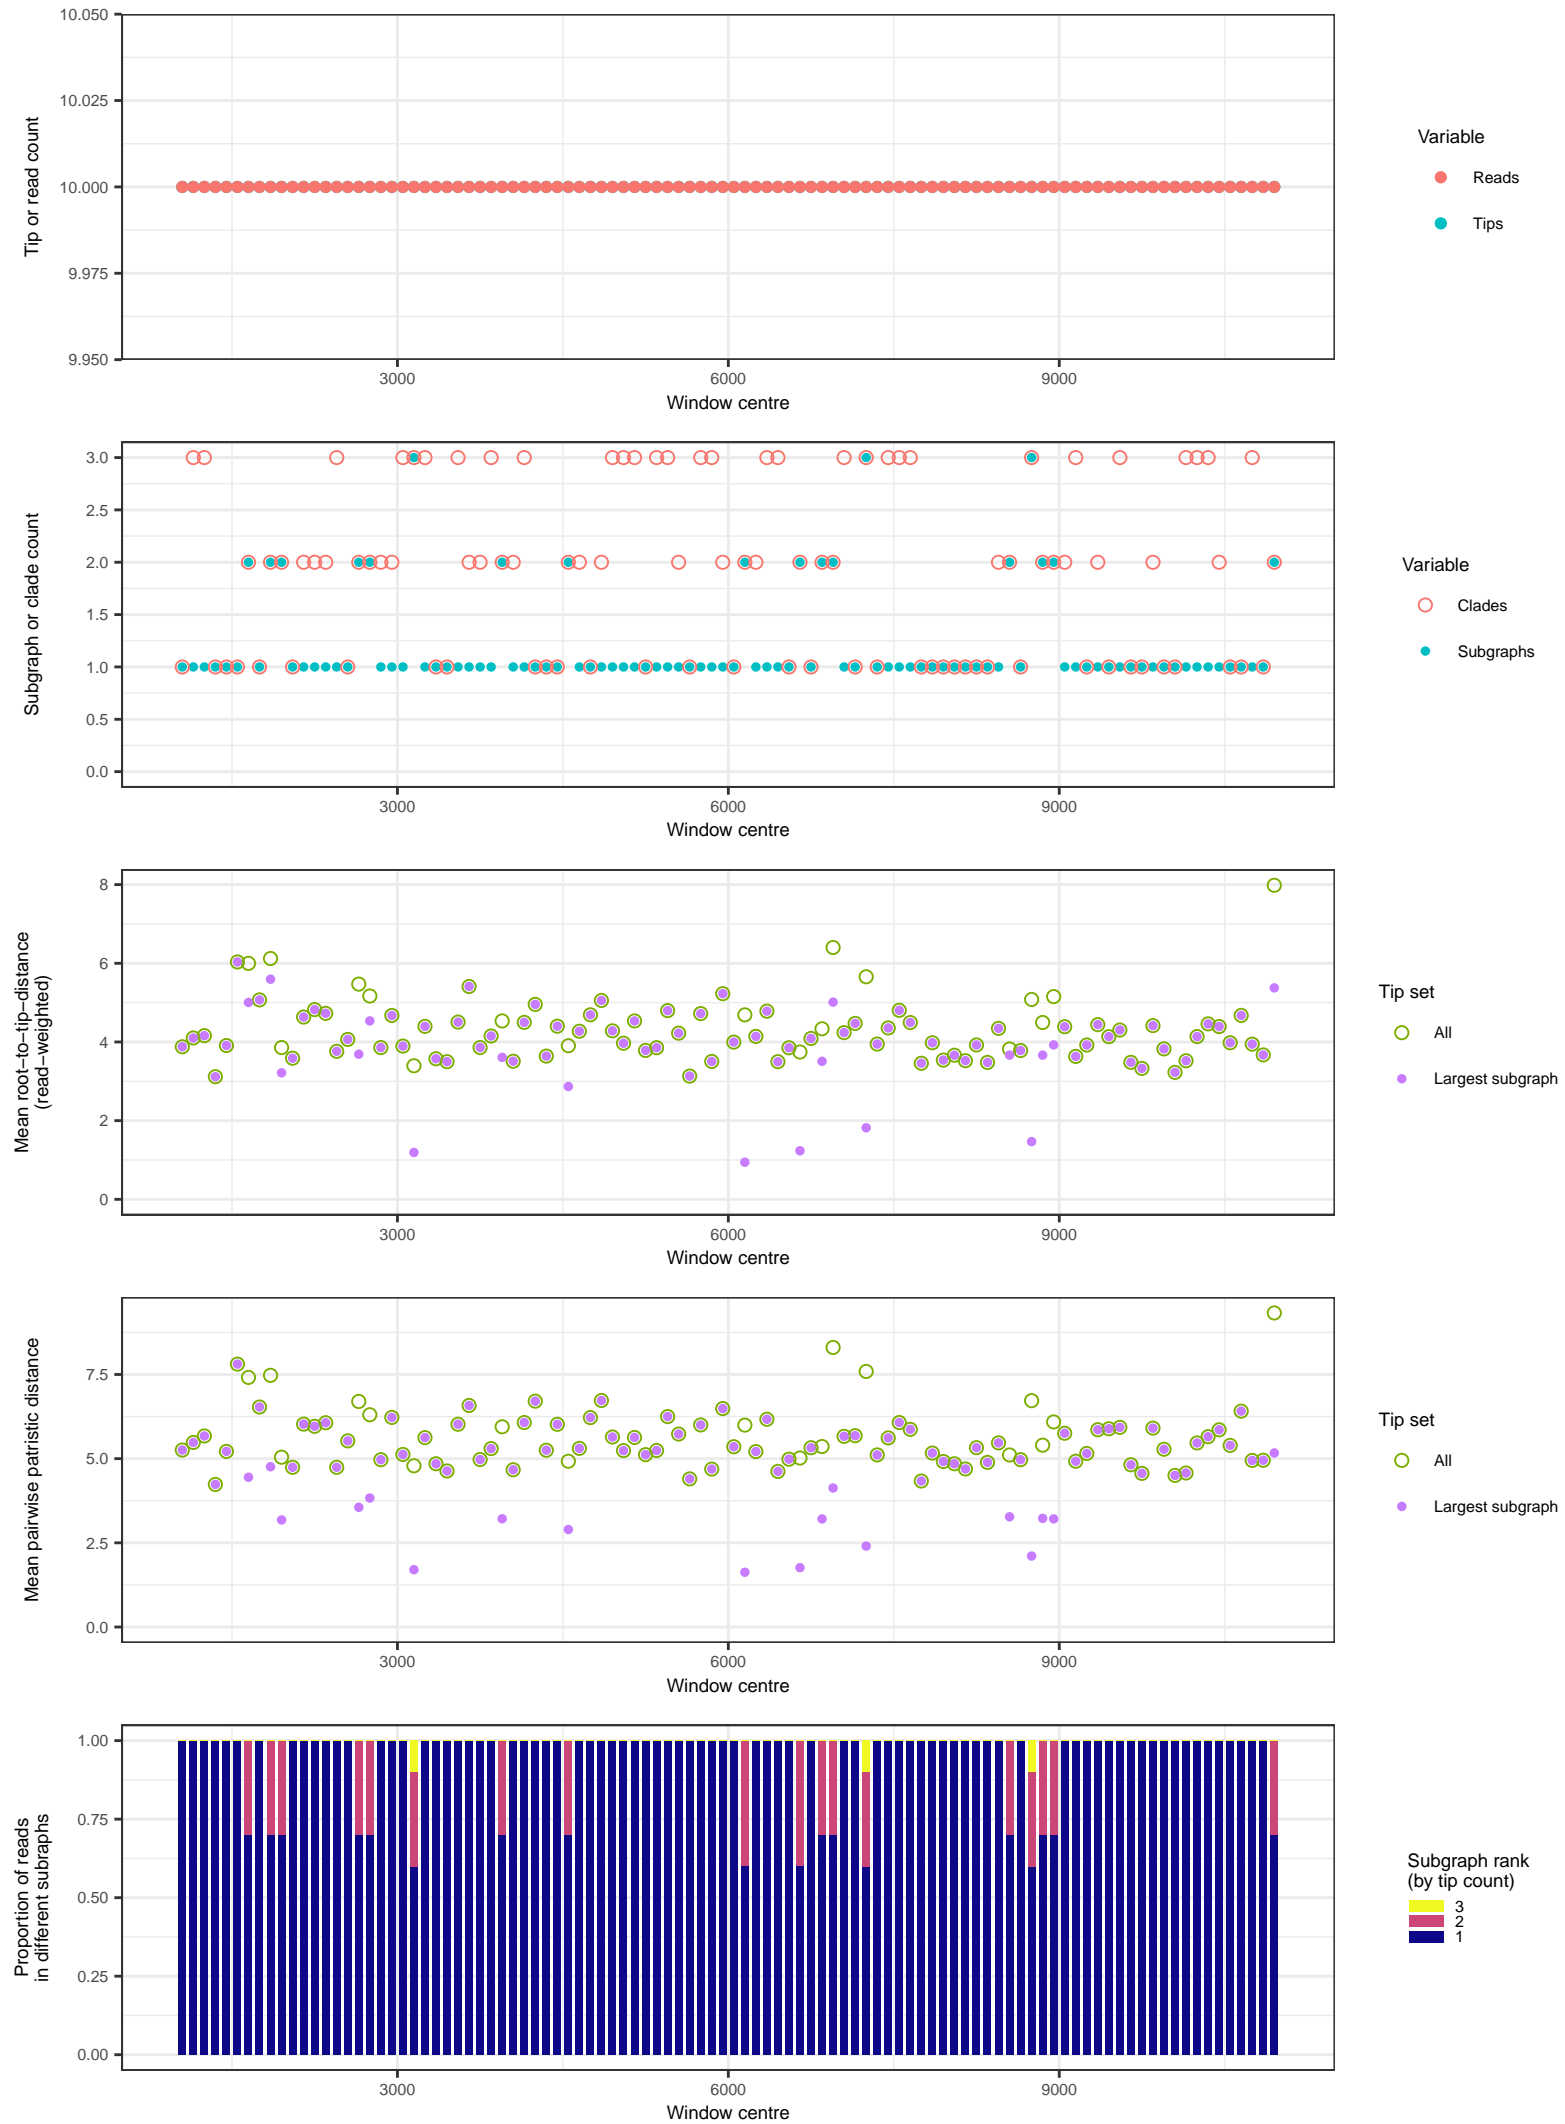 10.050
10.025
10.000
9.975
9.950
Tip or read count
3000 6000 9000
Window centre
Variable
Reads
Tips
3.0
2.5
2.0
1.5
1.0
0.5
0.0
Subgraph or clade count
3000 6000 9000
Window centre
Variable
Clades
Subgraphs
8
6
4
2
0
Mean root−to−tip−distance
(read−weighted)
3000 6000 9000
Window centre
Tip set
All
Largest subgraph
7.5
5.0
2.5
0.0
Mean pairwise patristic distance
3000 6000 9000
Window centre
Tip set
All
Largest subgraph
1.00
0.75
0.50
0.25
0.00
Proportion of reads
in different subraphs
3000 6000 9000
Window centre
Subgraph rank
(by tip count)
3
2
1